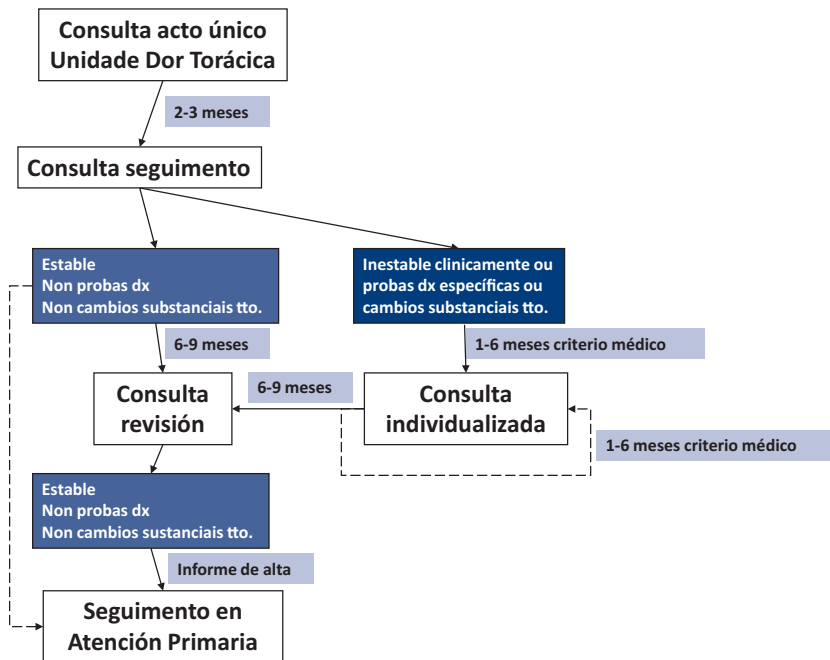 Consulta acto único
Unidade Dor Torácica
2-3 meses
Consulta seguimento
Estable
Non probas dx
Non cambios substanciais tto.
Inestable clinicamente ou
probas dx específicas ou
cambios substanciais tto.
6-9 meses
1-6 meses criterio médico
Consulta
revisión
6-9 meses
Consulta
individualizada
1-6 meses criterio médico
Estable
Non probas dx
Non cambios sustanciais tto.
Informe de alta
Seguimento en
Atención Primaria